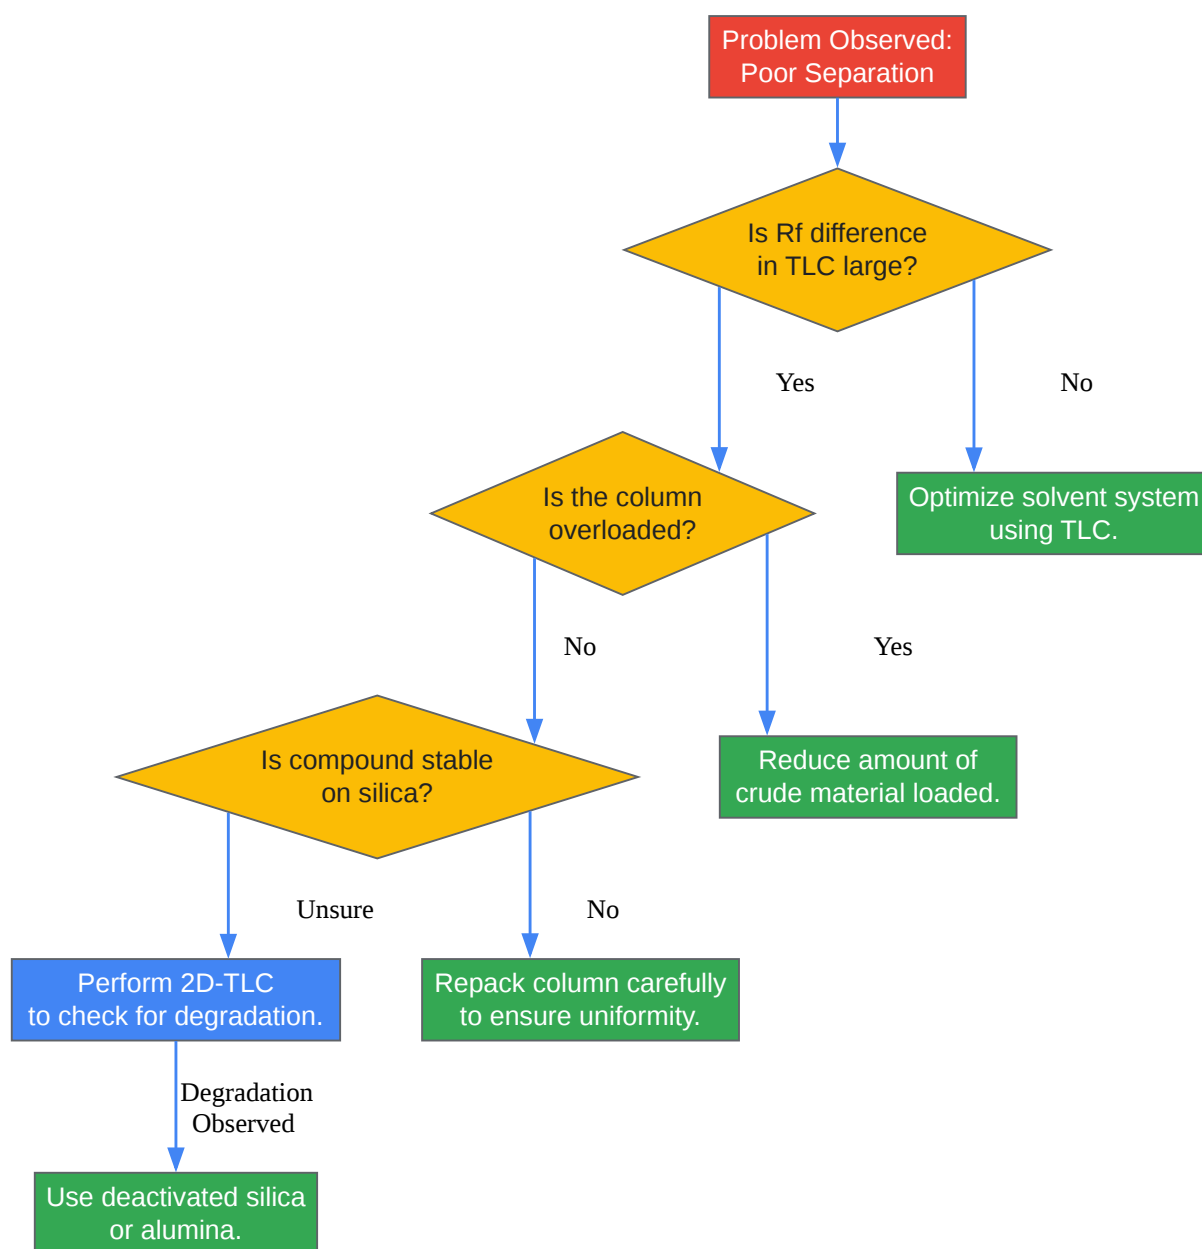 Problem Observed:
Poor Separation
Is Rf difference
in TLC large?
Yes
No
Is the column
overloaded?
Optimize solvent system
using TLC.
No
Yes
Is compound stable
on silica?
Reduce amount of
crude material loaded.
Unsure
No
Perform 2D-TLC
to check for degradation.
Repack column carefully
to ensure uniformity.
Degradation
Observed
Use deactivated silica
or alumina.